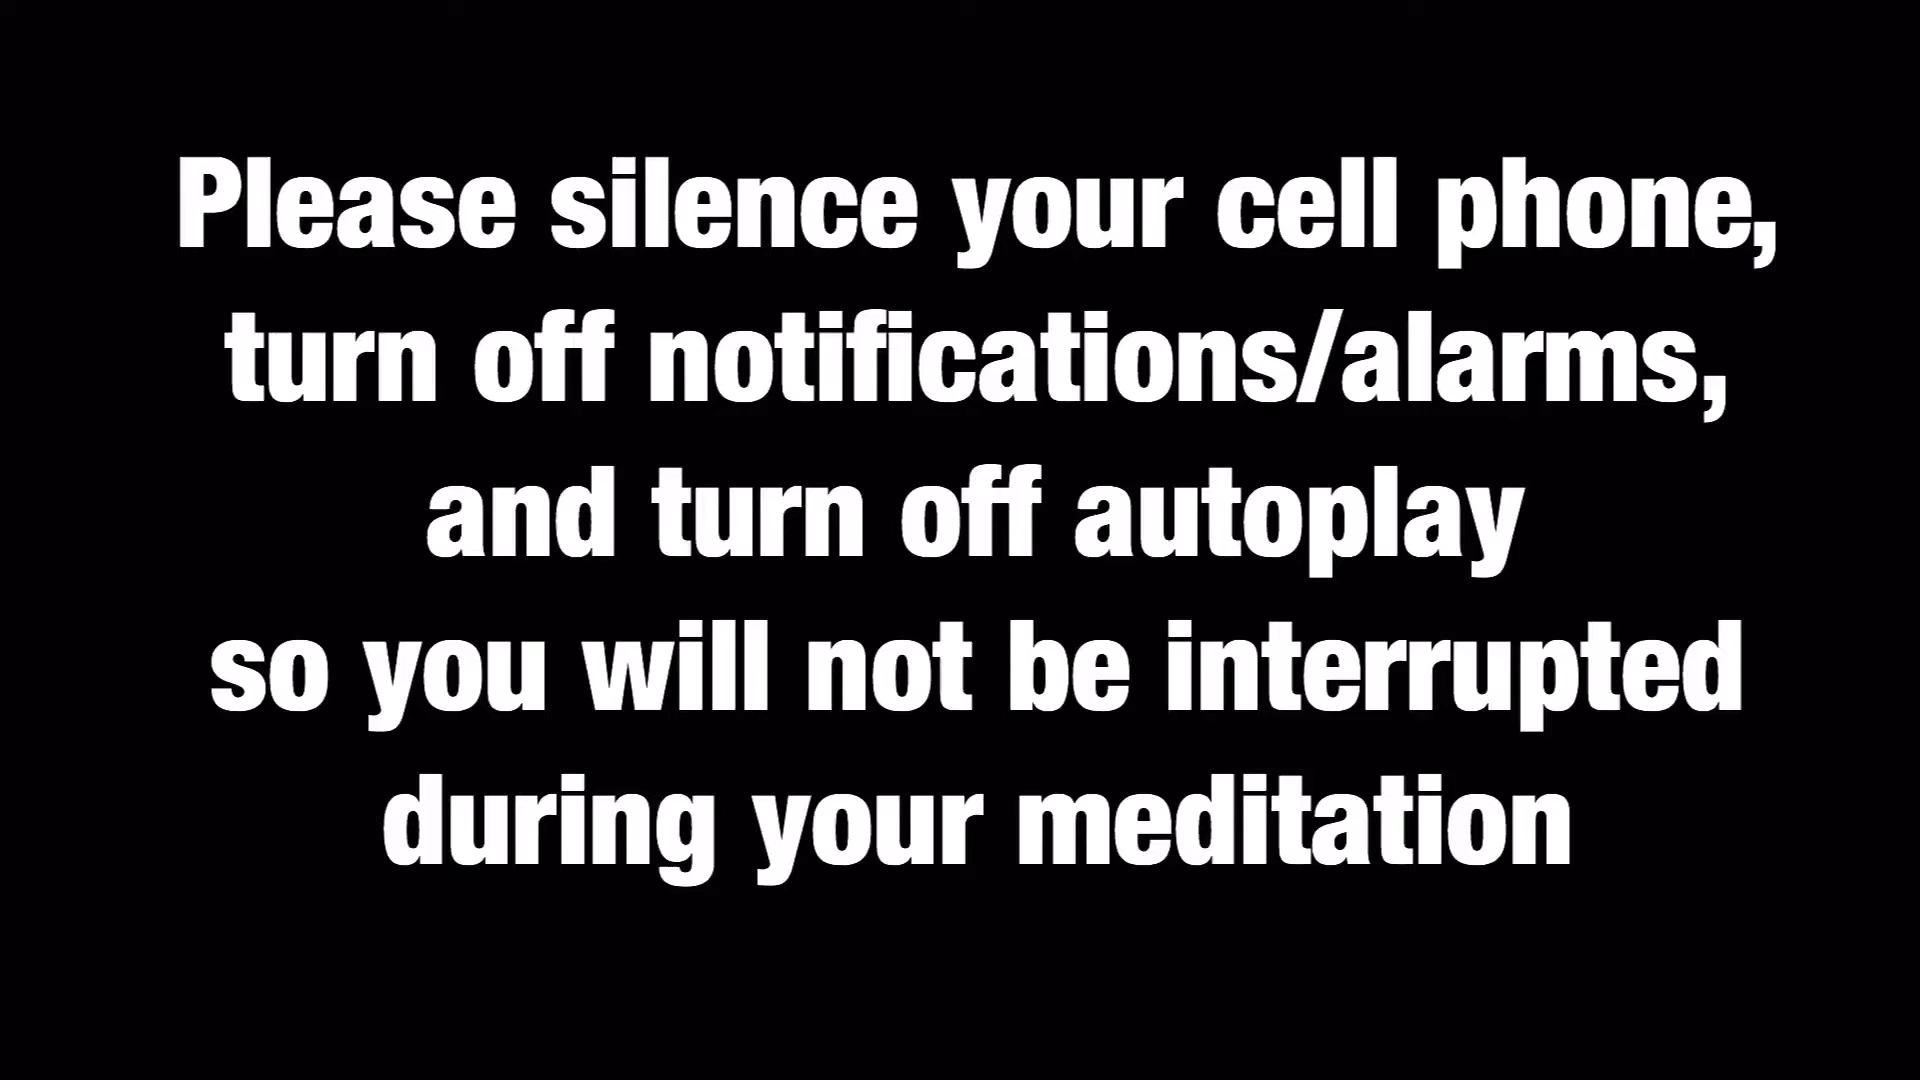 Please silence your cell phone,
turn off notifications/alarms,
and turn off autoplay
so you will not be interrupted
during your meditation